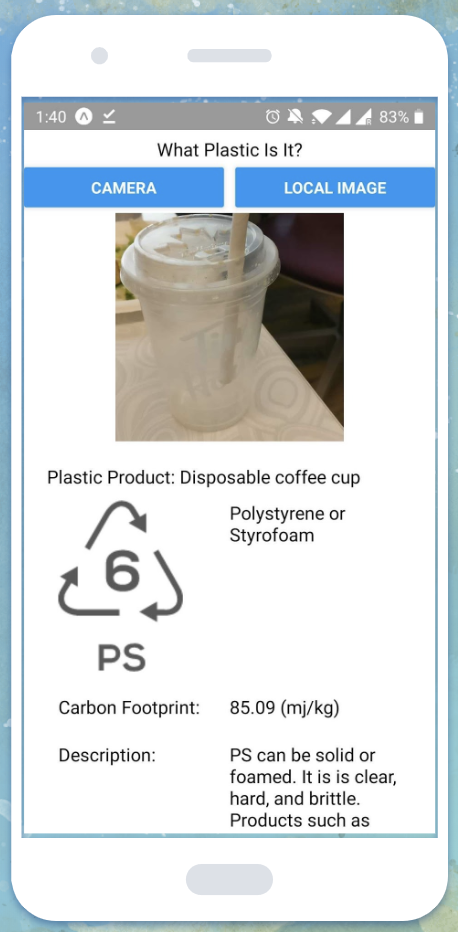 1:40
83%
What Plastic Is It?
CAMERA
LOCAL IMAGE
Plastic Product: Disposable coffee cup
6
PS
Polystyrene or
Styrofoam
Carbon Footprint:
85.09 (mj/kg)
Description:
PS can be solid or
foamed. It is is clear,
hard, and brittle.
Products such as